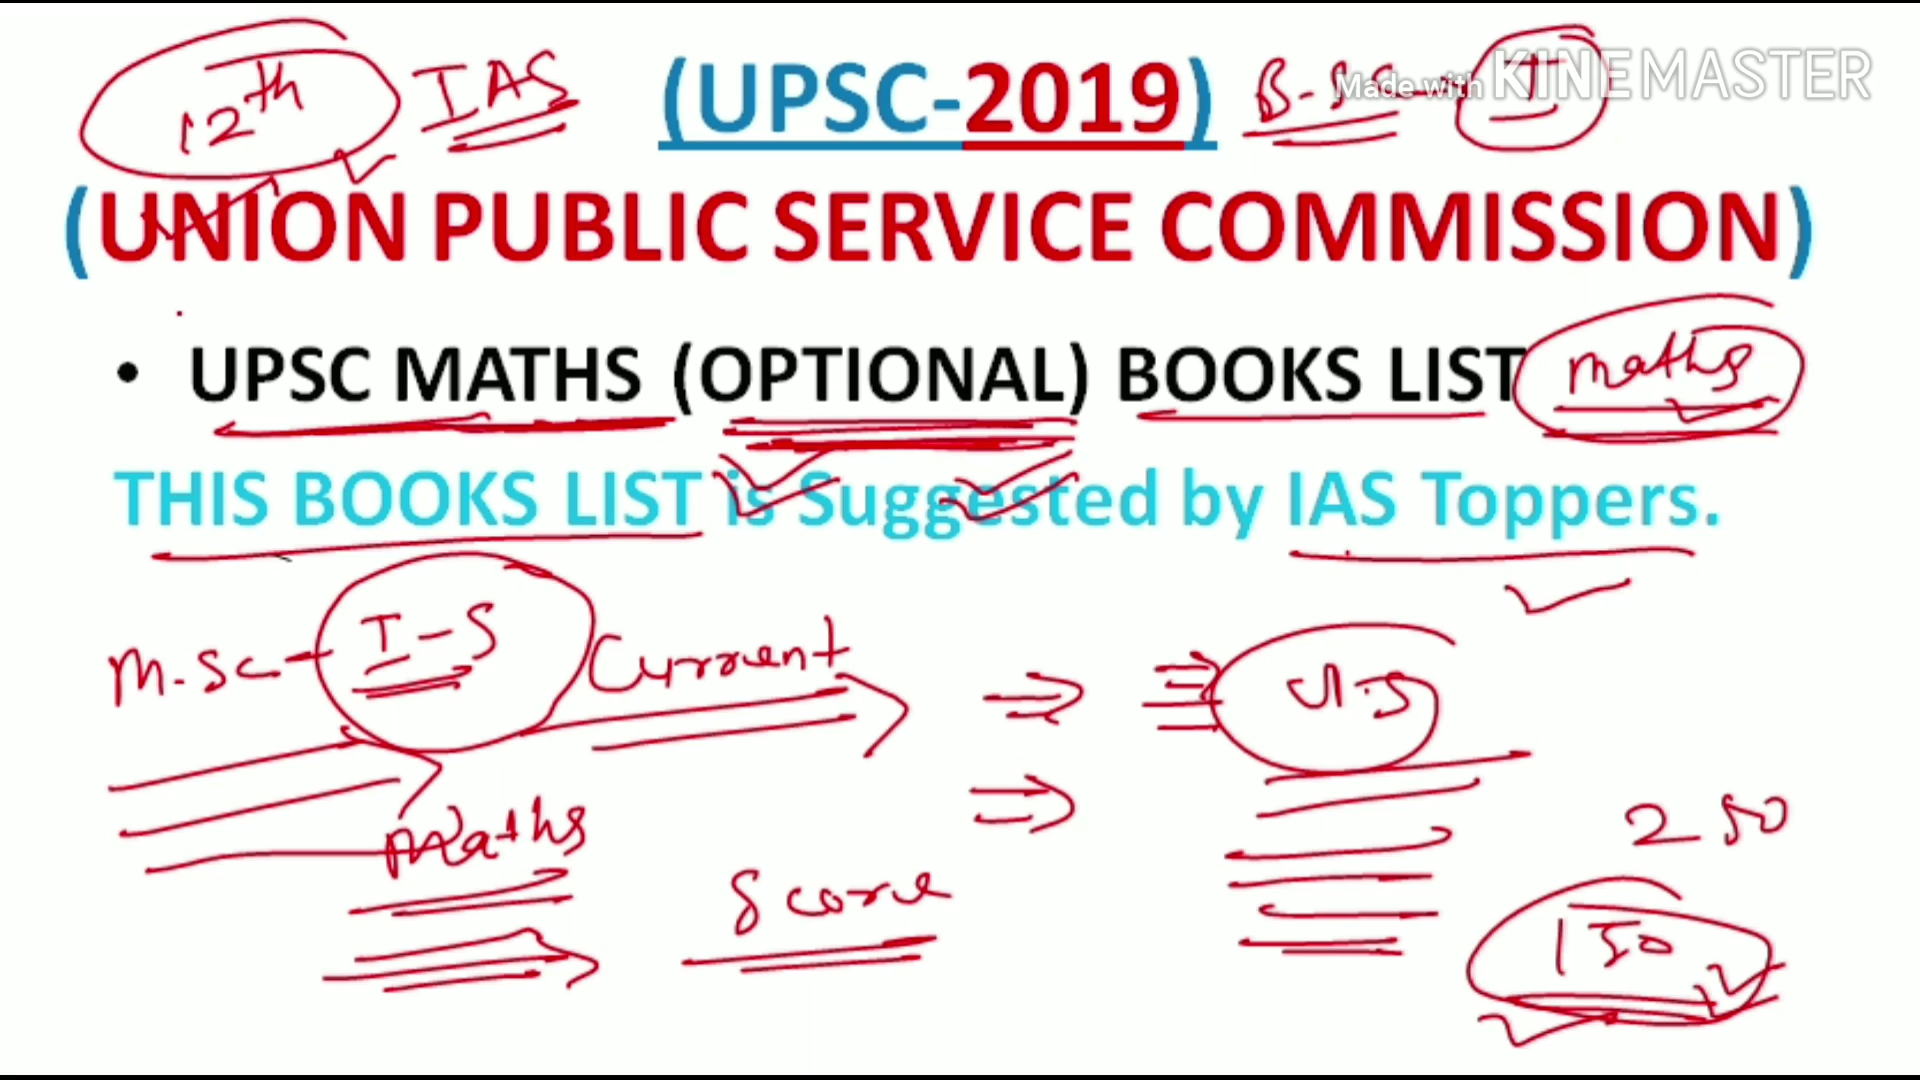 12th IAS (UPSC-2019) B-Sc - I
Made with KINEMASTER
(UNION PUBLIC SERVICE COMMISSION)
• UPSC MATHS (OPTIONAL) BOOKS LIST maths
THIS BOOKS LIST is Suggested by IAS Toppers.
M.Sc - I-S Current
Maths
Score
250
150